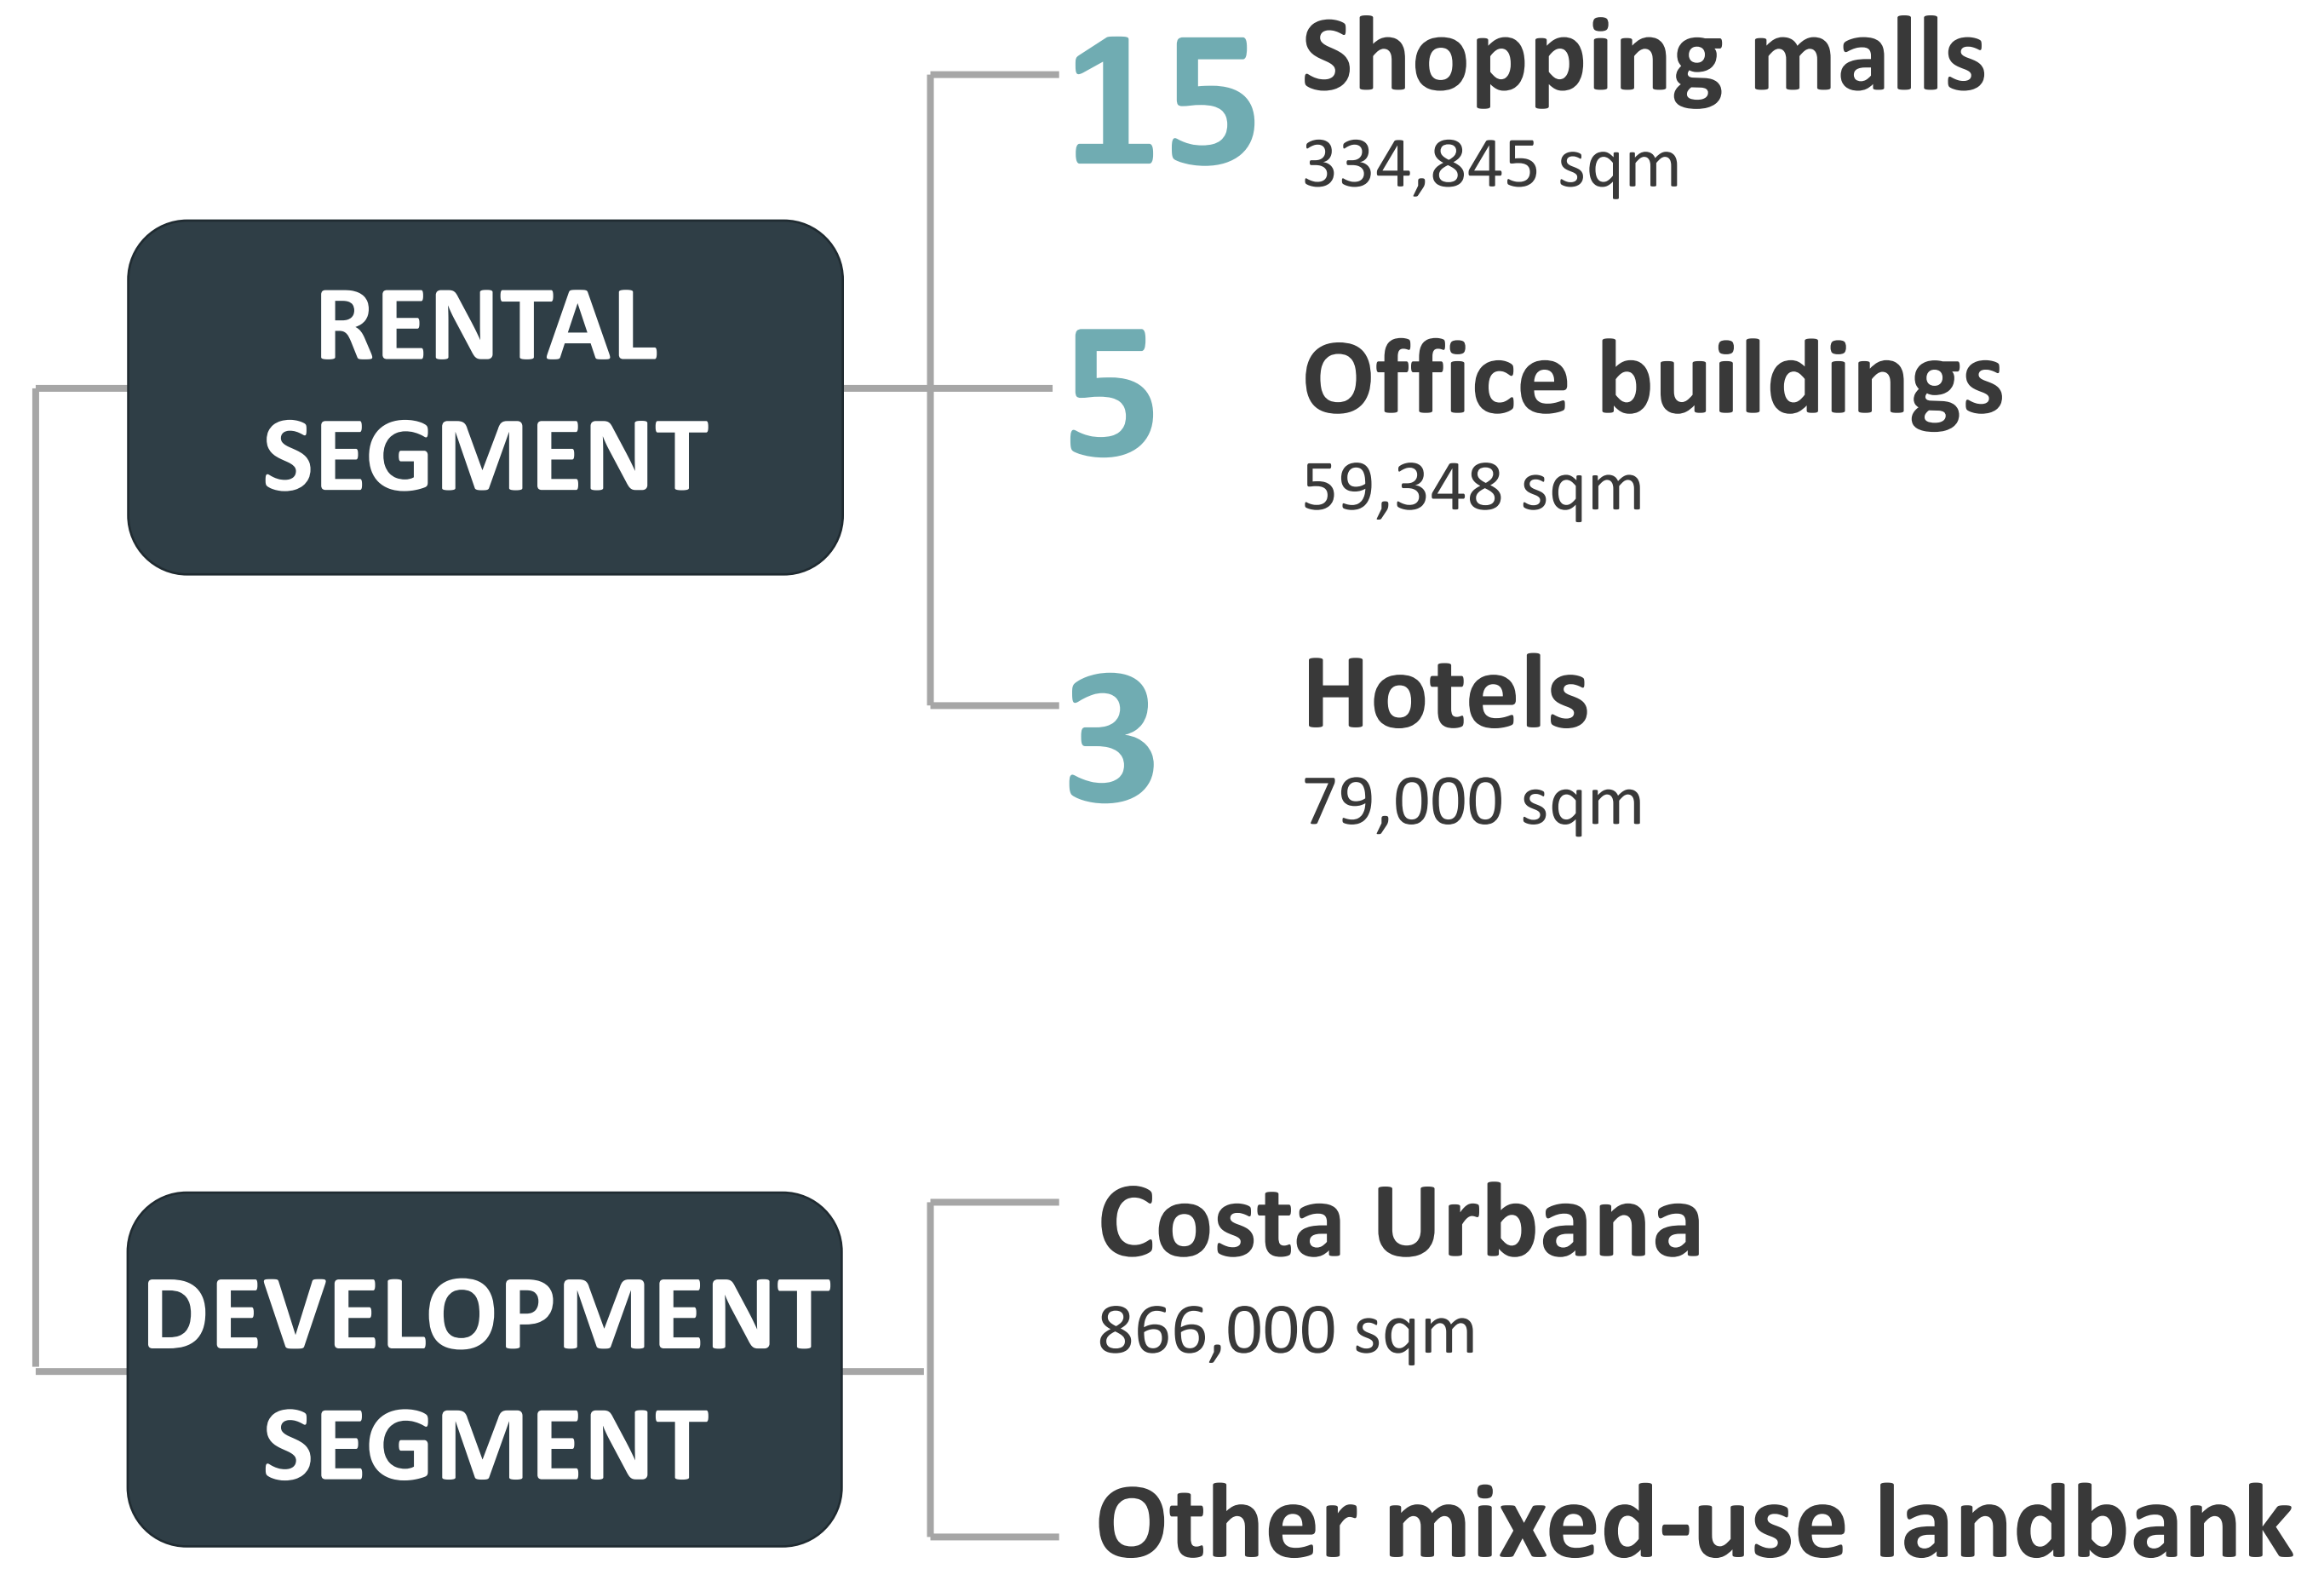 RENTAL
SEGMENT
15
Shopping malls
334,845 sqm
5
Office buildings
59,348 sqm
3
Hotels
79,000 sqm
DEVELOPMENT
SEGMENT
Costa Urbana
866,000 sqm
Other mixed-use landbank